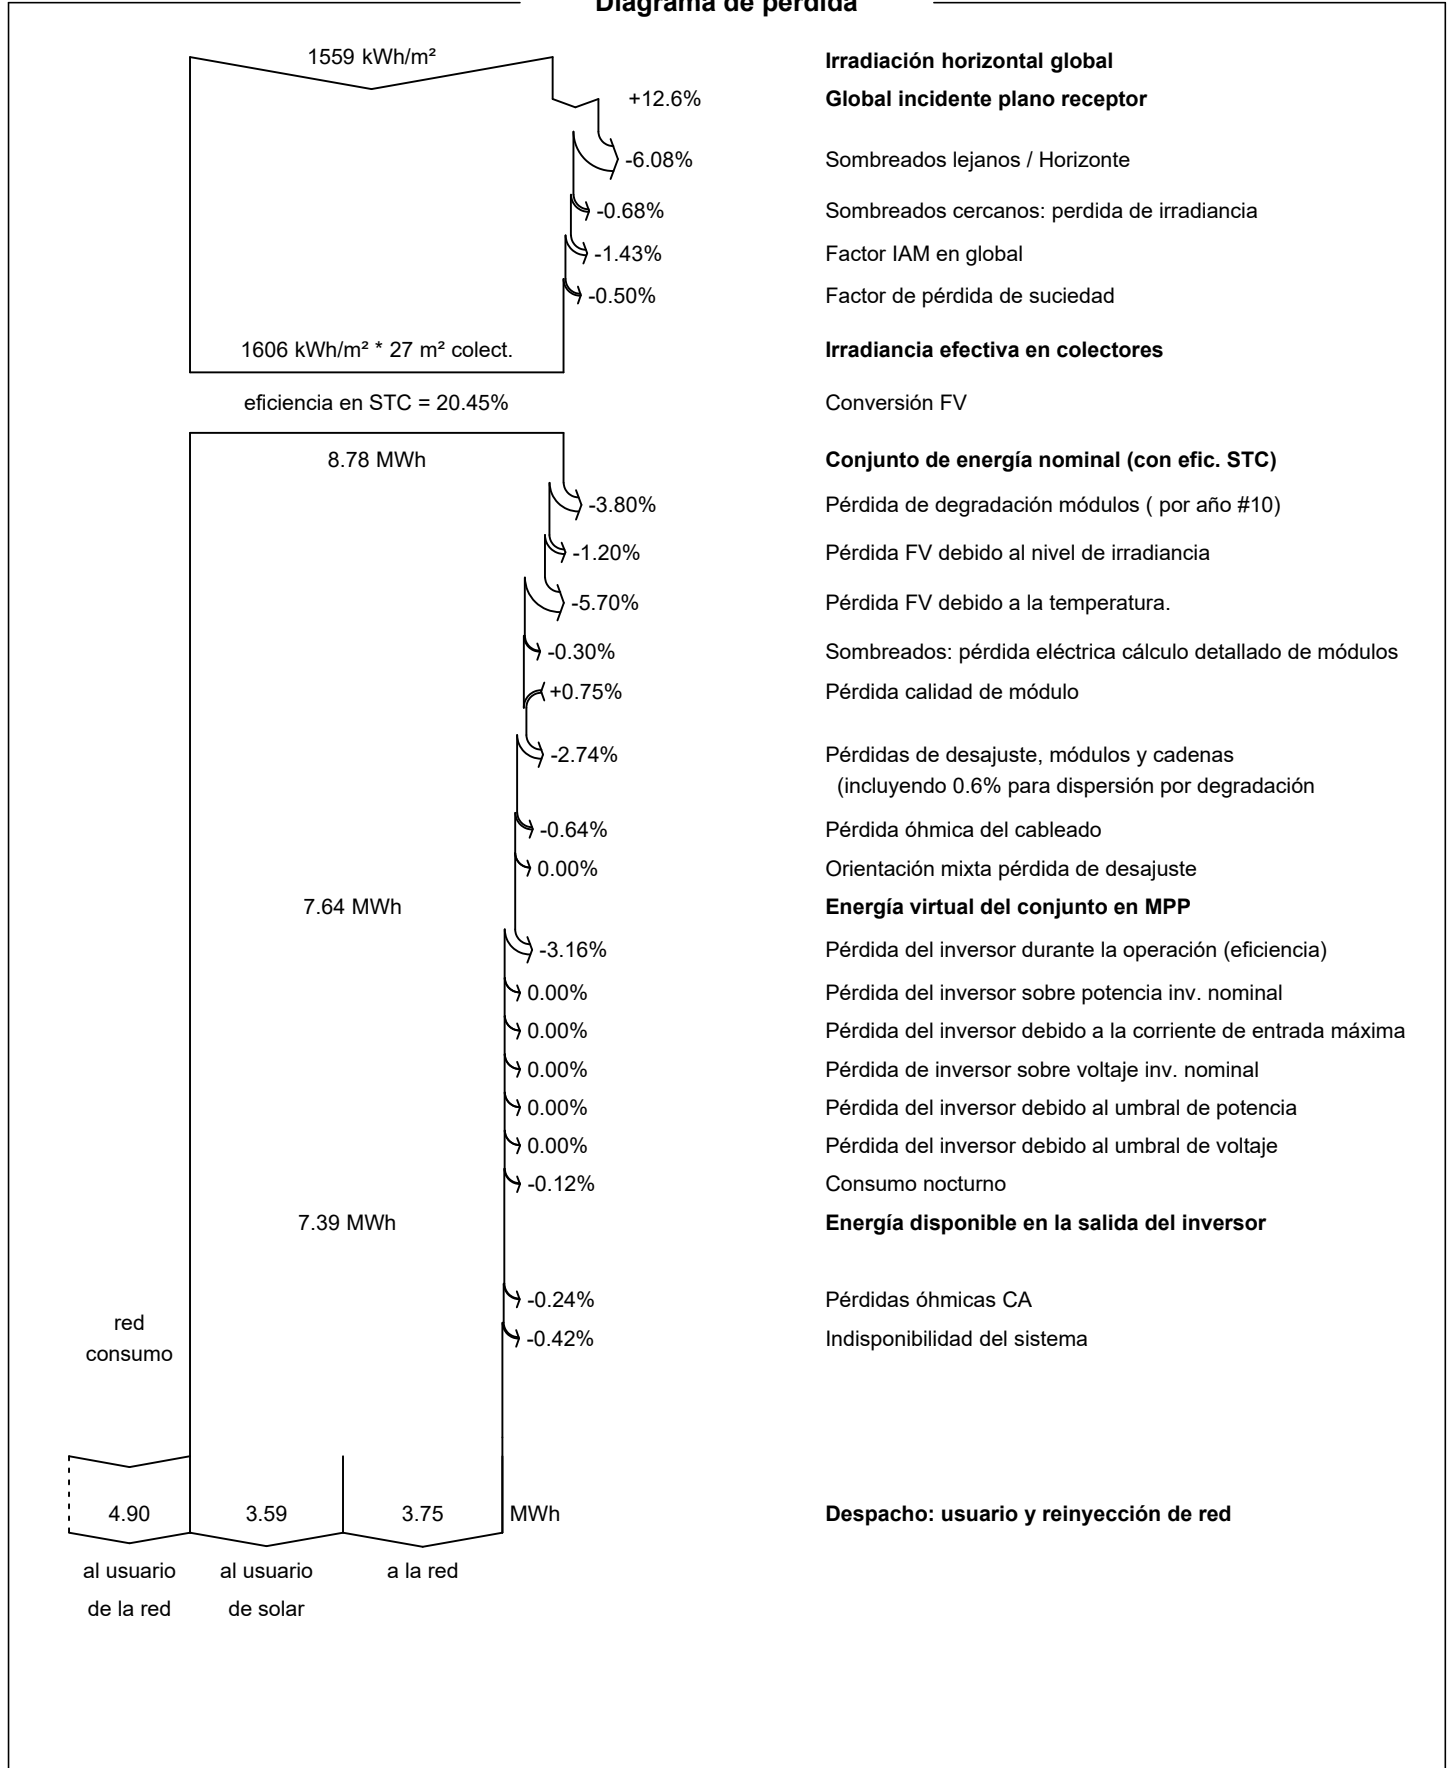 Diagrama de pérdida
1559 kWh/m² Irradiación horizontal global
+12.6% Global incidente plano receptor
-6.08% Sombreados lejanos / Horizonte
-0.68% Sombreados cercanos: perdida de irradiancia
-1.43% Factor IAM en global
-0.50% Factor de pérdida de suciedad
1606 kWh/m² * 27 m² colect. Irradiancia efectiva en colectores
eficiencia en STC = 20.45% Conversión FV
8.78 MWh Conjunto de energía nominal (con efic. STC)
-3.80% Pérdida de degradación módulos ( por año #10)
-1.20% Pérdida FV debido al nivel de irradiancia
-5.70% Pérdida FV debido a la temperatura.
-0.30% Sombreados: pérdida eléctrica cálculo detallado de módulos
+0.75% Pérdida calidad de módulo
-2.74% Pérdidas de desajuste, módulos y cadenas
(incluyendo 0.6% para dispersión por degradación
-0.64% Pérdida óhmica del cableado
0.00% Orientación mixta pérdida de desajuste
7.64 MWh Energía virtual del conjunto en MPP
-3.16% Pérdida del inversor durante la operación (eficiencia)
0.00% Pérdida del inversor sobre potencia inv. nominal
0.00% Pérdida del inversor debido a la corriente de entrada máxima
0.00% Pérdida de inversor sobre voltaje inv. nominal
0.00% Pérdida del inversor debido al umbral de potencia
0.00% Pérdida del inversor debido al umbral de voltaje
-0.12% Consumo nocturno
7.39 MWh Energía disponible en la salida del inversor
-0.24% Pérdidas óhmicas CA
red
-0.42% Indisponibilidad del sistema
consumo
4.90 3.59 3.75 MWh Despacho: usuario y reinyección de red
al usuario al usuario a la red
de la red de solar